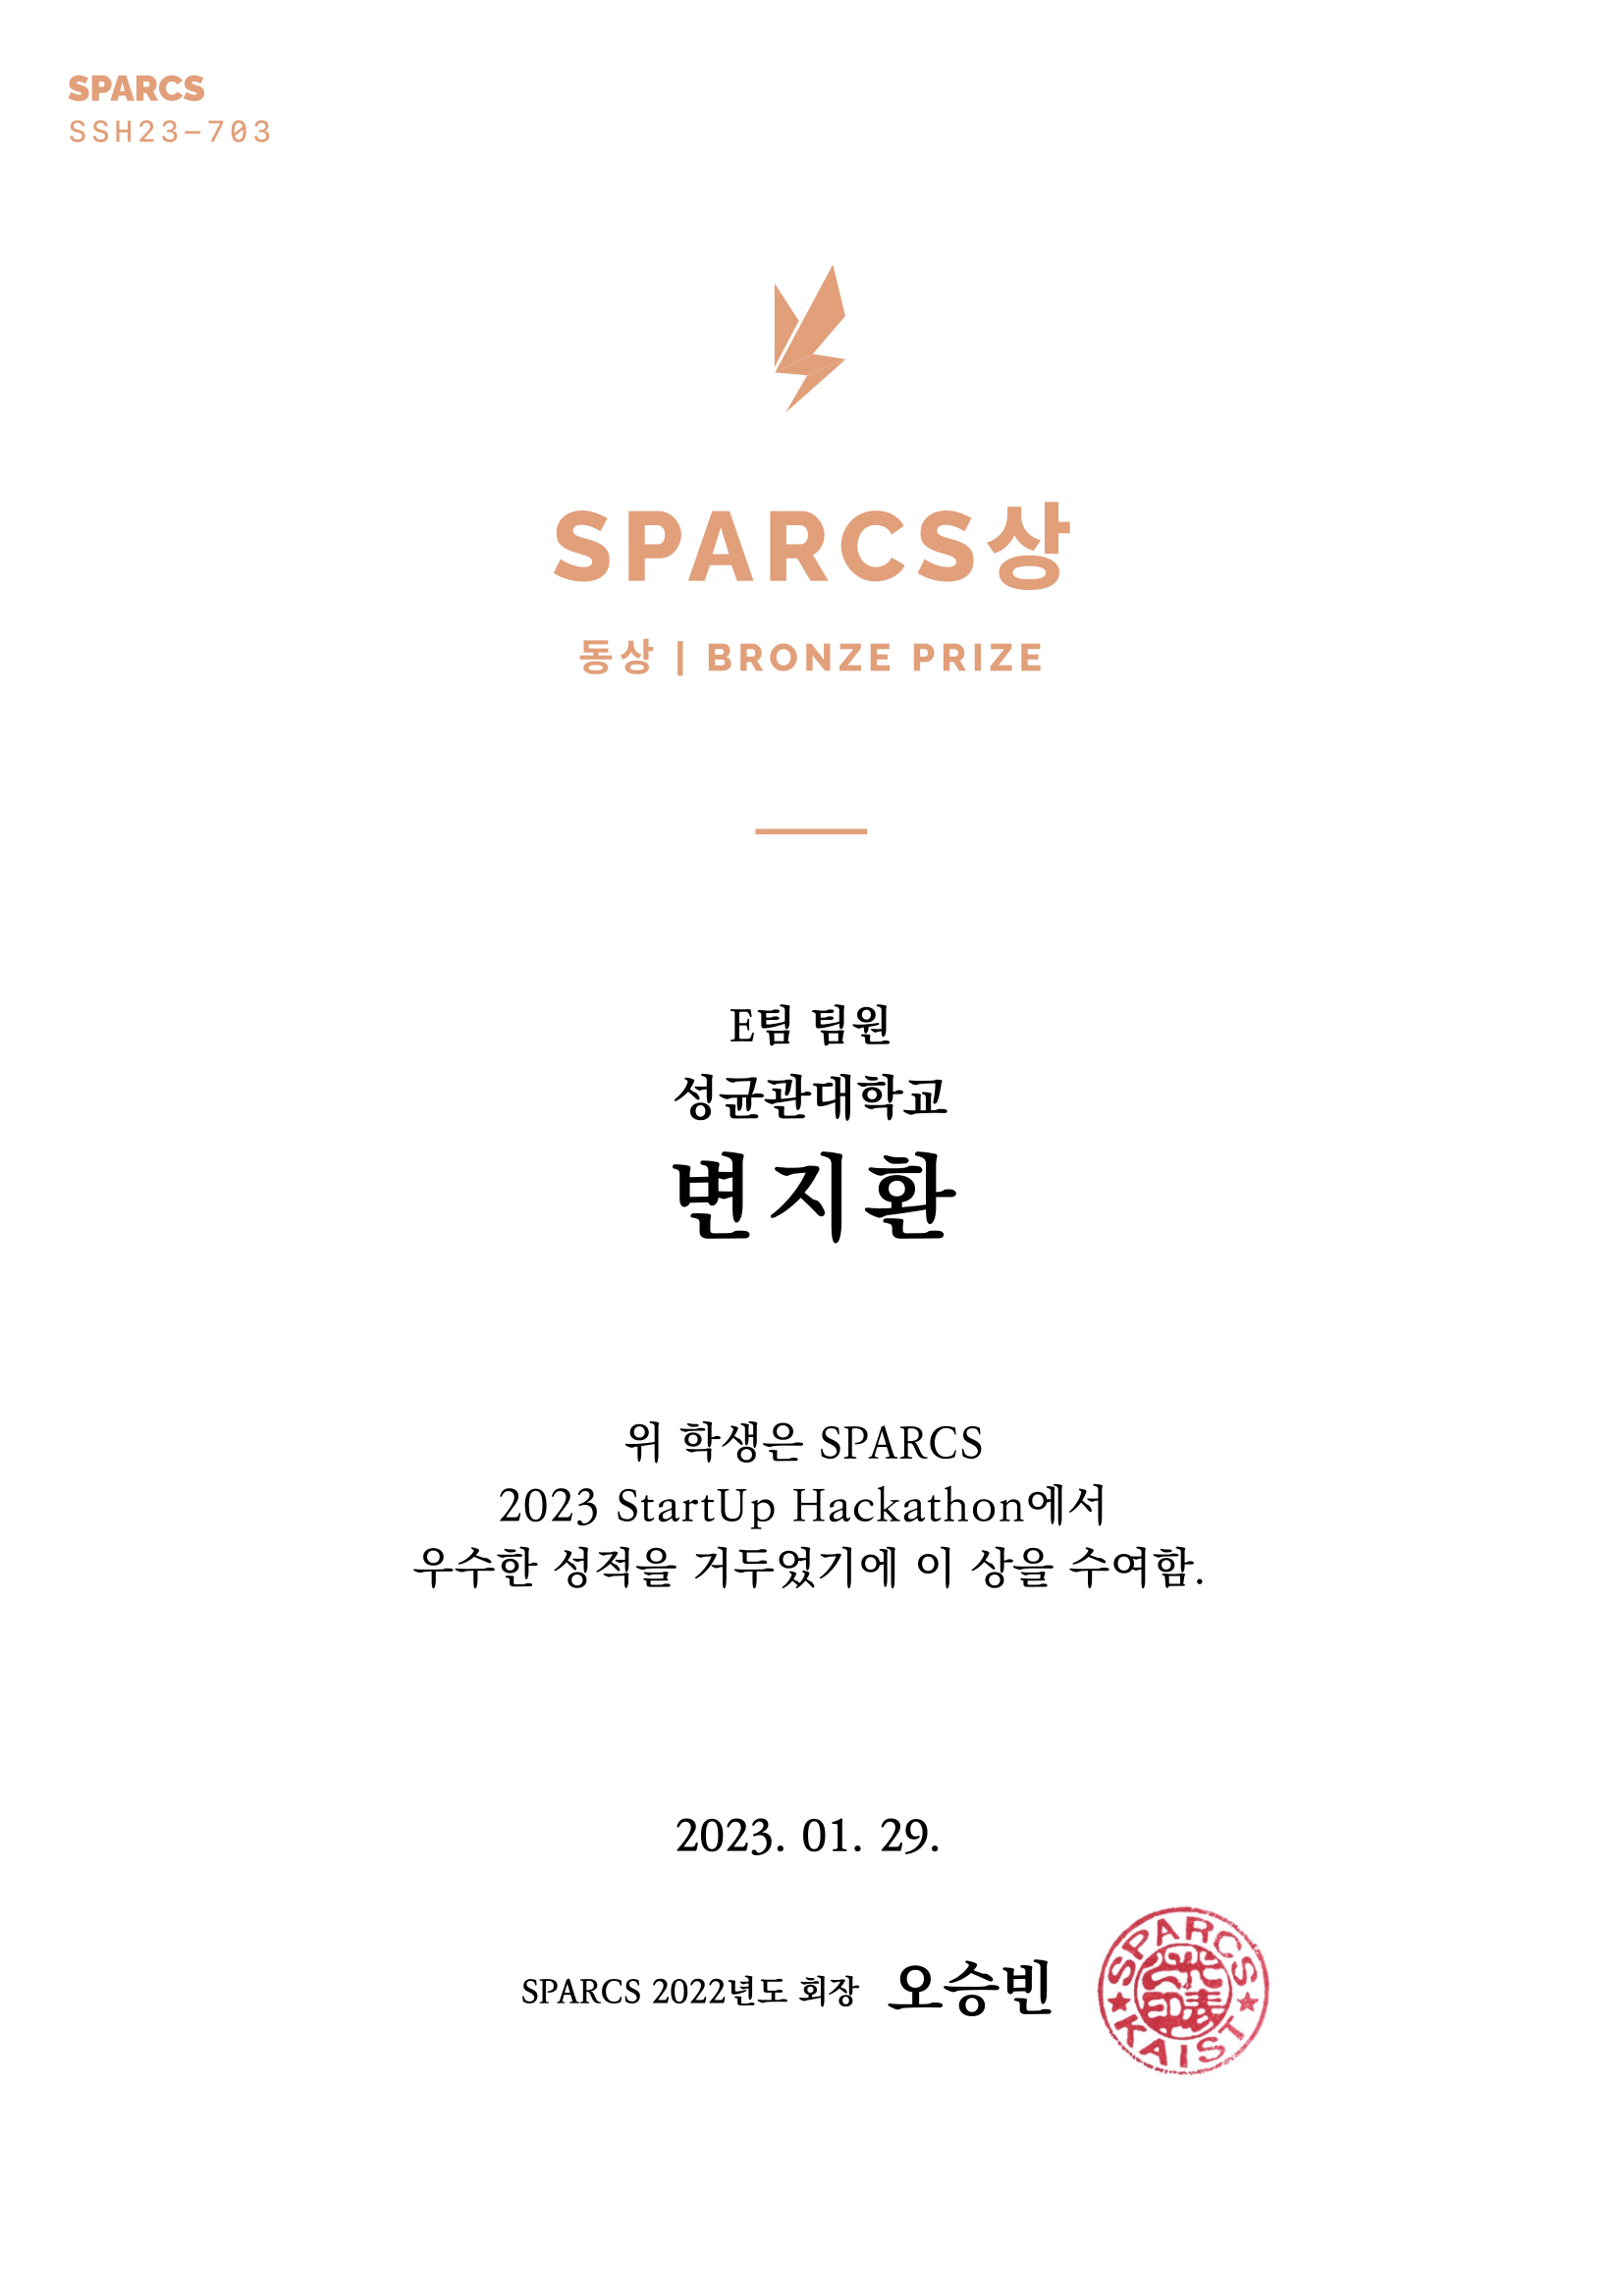 SPARCS
SSH23-703
SPARCS상
동상 | BRONZE PRIZE
E팀 팀원
성균관대학교
변지환
위 학생은 SPARCS
2023 StartUp Hackathon에서
우수한 성적을 거두었기에 이 상을 수여함.
2023. 01. 29.
SPARCS 2022년도 회장 오승빈
SPARCS
KAIST